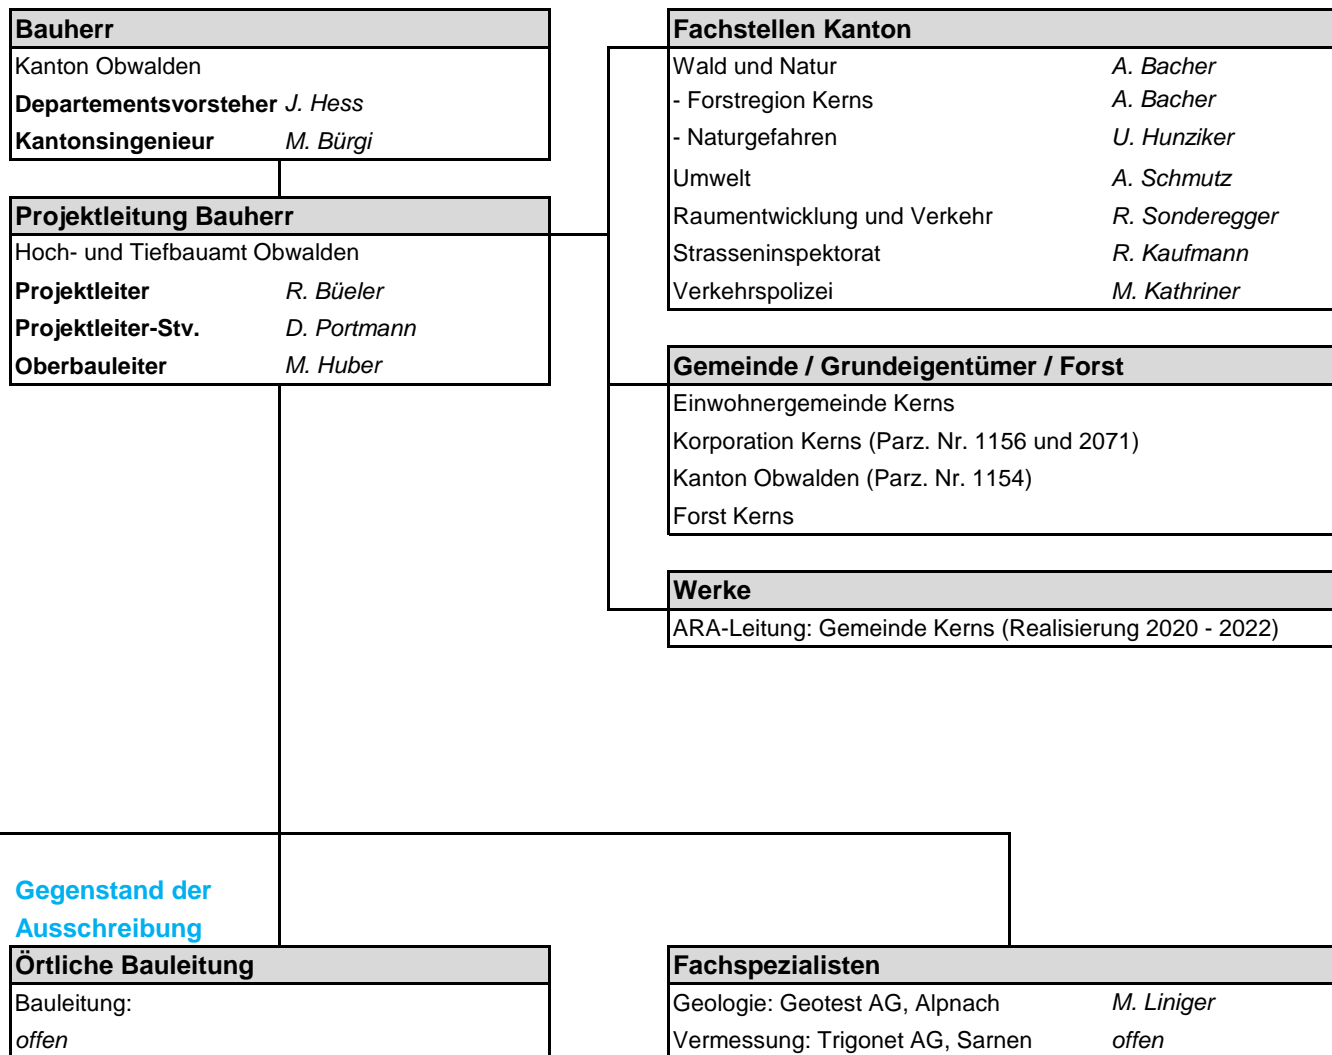 Bauherr
Kanton Obwalden
Departementsvorsteher J. Hess
Kantonsingenieur M. Bürgi
Projektleitung Bauherr
Hoch- und Tiefbauamt Obwalden
Projektleiter R. Büeler
Projektleiter-Stv. D. Portmann
Oberbauleiter M. Huber
Fachstellen Kanton
Wald und Natur A. Bacher
- Forstregion Kerns A. Bacher
- Naturgefahren U. Hunziker
Umwelt A. Schmutz
Raumentwicklung und Verkehr R. Sonderegger
Strasseninspektorat R. Kaufmann
Verkehrspolizei M. Kathriner
Gemeinde / Grundeigentümer / Forst
Einwohnergemeinde Kerns
Korporation Kerns (Parz. Nr. 1156 und 2071)
Kanton Obwalden (Parz. Nr. 1154)
Forst Kerns
Werke
ARA-Leitung: Gemeinde Kerns (Realisierung 2020 - 2022)
Gegenstand der
Ausschreibung
Örtliche Bauleitung
Bauleitung:
offen
Fachspezialisten
Geologie: Geotest AG, Alpnach M. Liniger
Vermessung: Trigonet AG, Sarnen offen